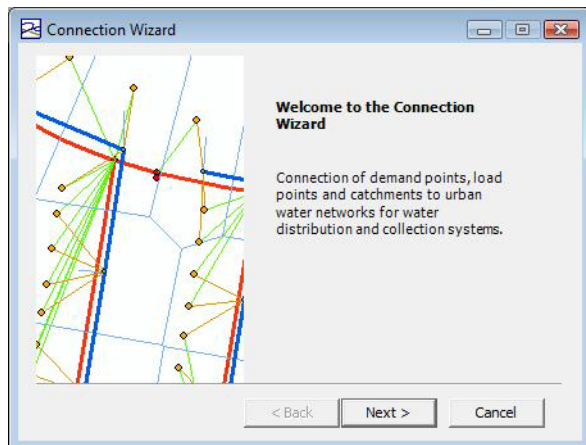 Connection Wizard
Welcome to the Connection
Wizard
Connection of demand points, load
points and catchments to urban
water networks for water
distribution and collection systems.
< Back
Next >
Cancel